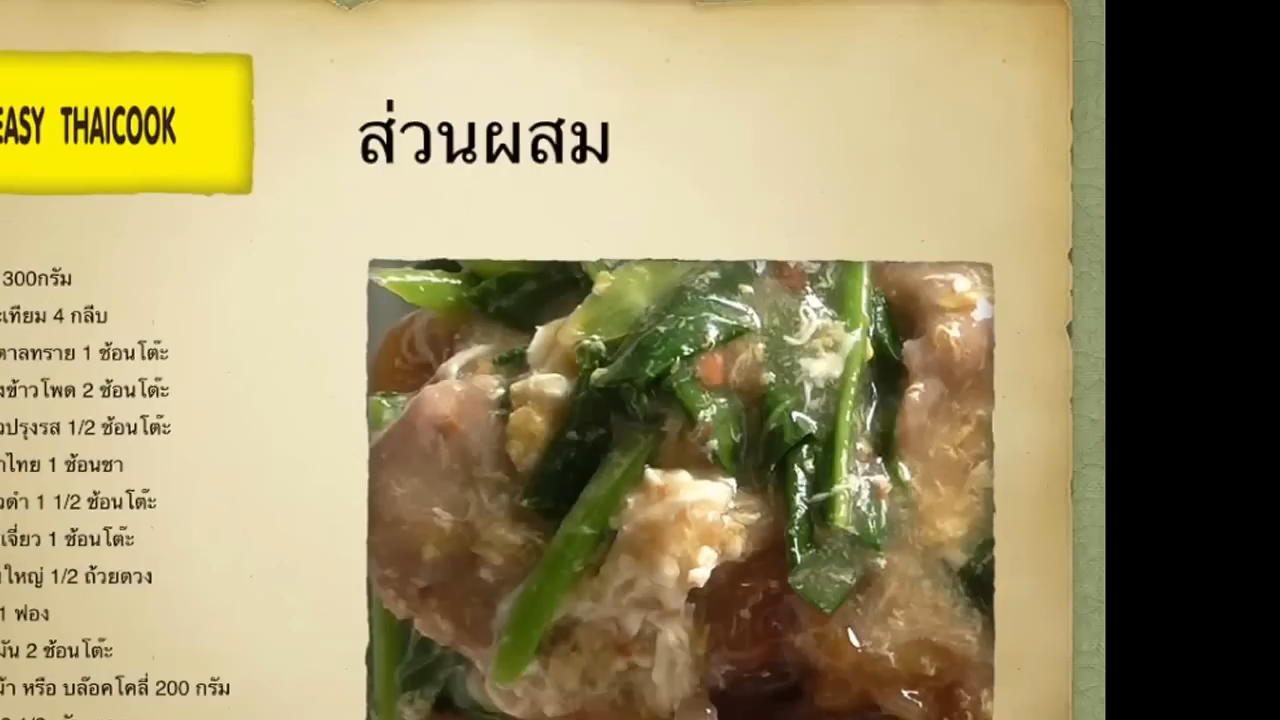 EASY THAICOOK
ส่วนผสม
300กรัม
ะเทียม 4 กลีบ
ตาลทราย 1 ช้อนโต๊ะ
งข้าวโพด 2 ช้อนโต๊ะ
วปรุงรส 1/2 ช้อนโต๊ะ
ไทย 1 ช้อนชา
วดำ 1 1/2 ช้อนโต๊ะ
เจี่ยว 1 ช้อนโต๊ะ
ใหญ่ 1/2 ถ้วยตวง
1 ฟอง
มัน 2 ช้อนโต๊ะ
น้า หรือ บล๊อคโคลี่ 200 กรัม